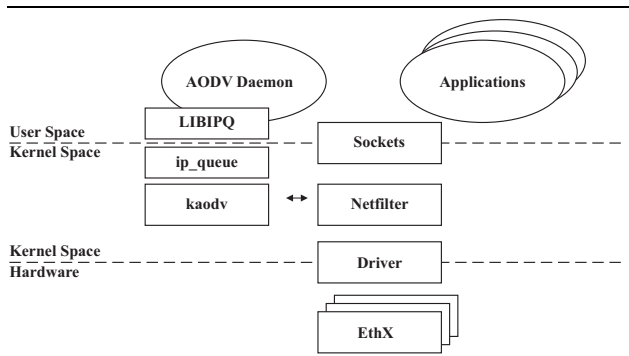 AODV Daemon
Applications
LIBIPQ
User Space
Sockets
Kernel Space
ip_queue
kaodv
Netfilter
Kernel Space
Driver
Hardware
EthX